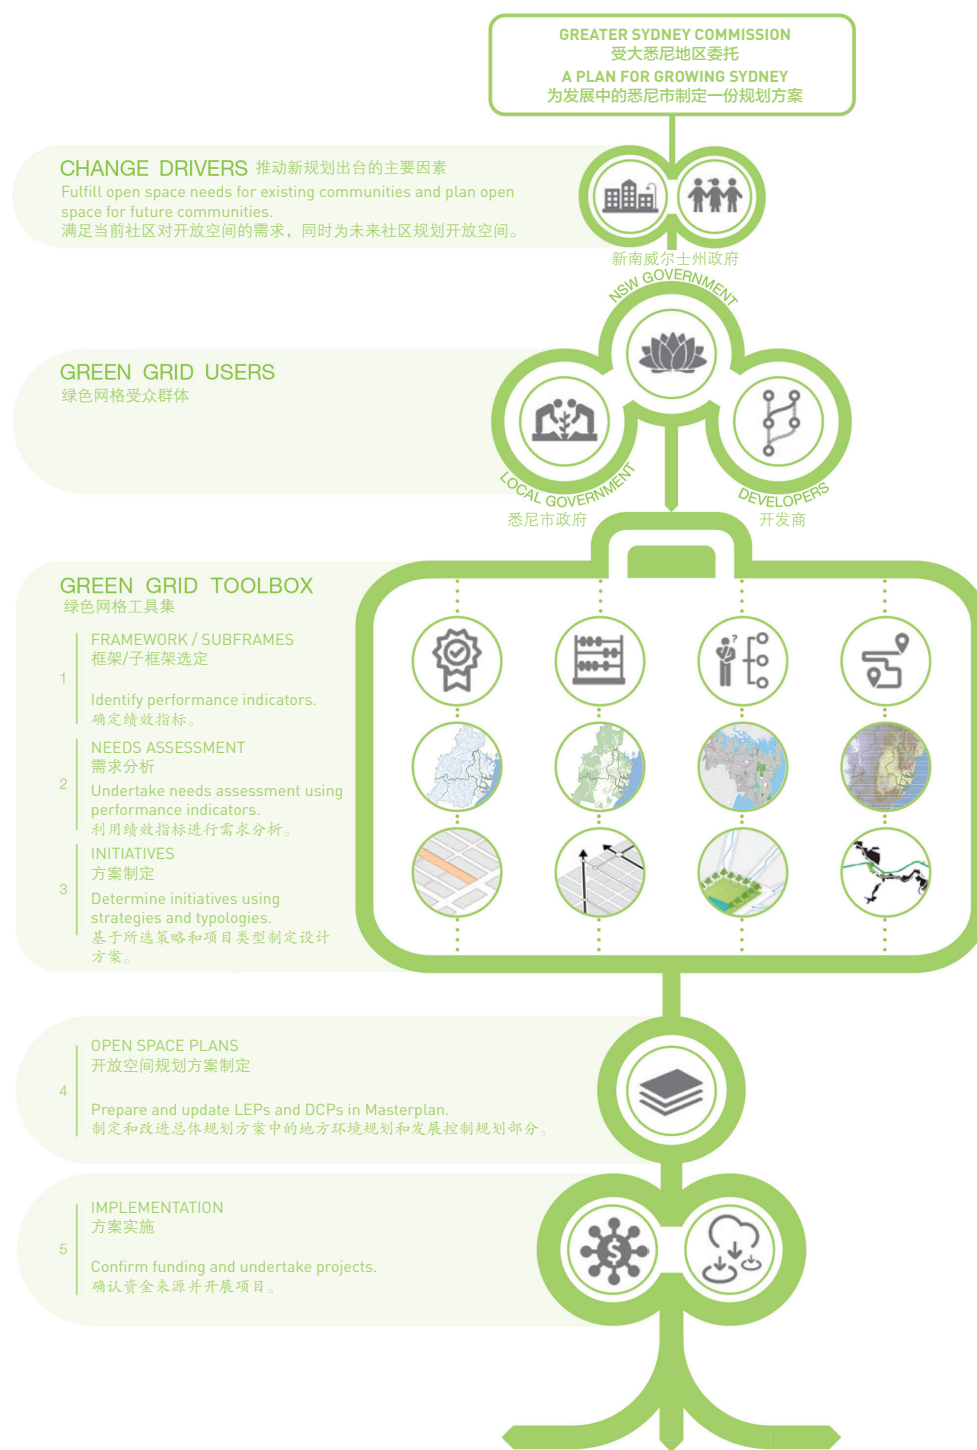 GREATER SYDNEY COMMISSION
受大悉尼地区委托
A PLAN FOR GROWING SYDNEY
为发展中的悉尼市制定一份规划方案
CHANGE DRIVERS 推动新规划出台的主要因素
Fulfill open space needs for existing communities and plan open
space for future communities.
满足当前社区对开放空间的需求，同时为未来社区规划开放空间。
新南威尔士州政府
NSW GOVERNMENT
GREEN GRID USERS
绿色网格受众群体
LOCAL GOVERNMENT
悉尼市政府
DEVELOPERS
开发商
GREEN GRID TOOLBOX
绿色网格工具集
1
FRAMEWORK / SUBFRAMES
框架/子框架选定
Identify performance indicators.
确定绩效指标。
2
NEEDS ASSESSMENT
需求分析
Undertake needs assessment using
performance indicators.
利用绩效指标进行需求分析。
3
INITIATIVES
方案制定
Determine initiatives using
strategies and typologies.
基于所选策略和项目类型制定设计
方案。
?
4
OPEN SPACE PLANS
开放空间规划方案制定
Prepare and update LEPs and DCPs in Masterplan.
制定和改进总体规划方案中的地方环境规划和发展控制规划部分。
5
IMPLEMENTATION
方案实施
Confirm funding and undertake projects.
确认资金来源并开展项目。
$